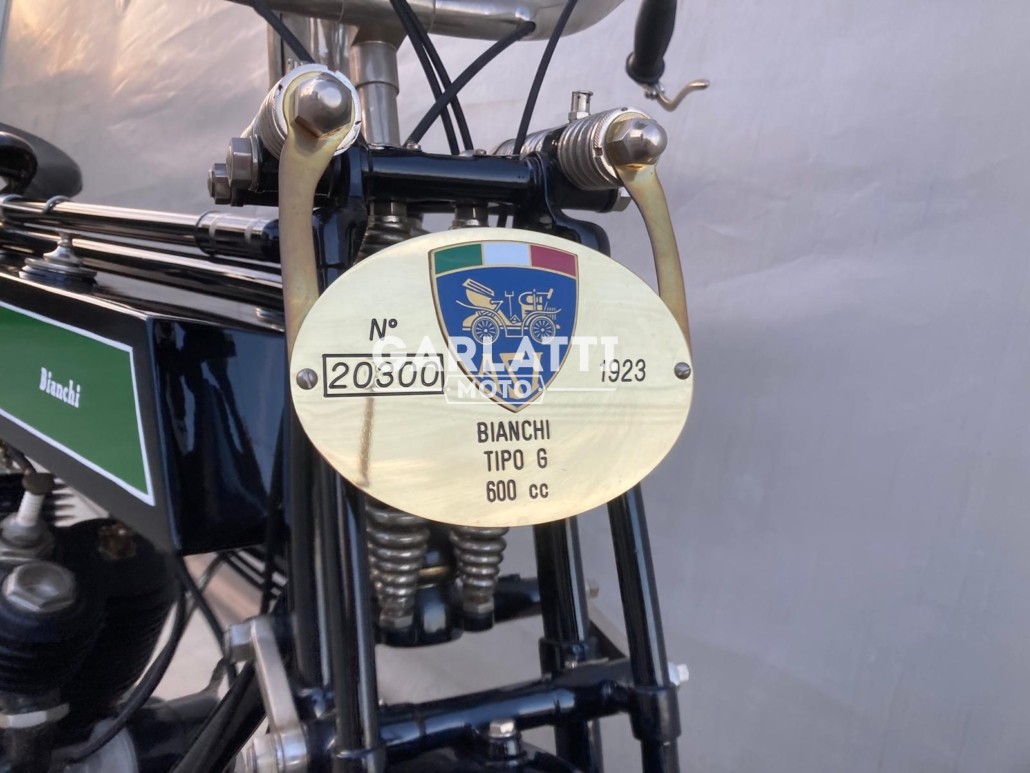 Bianchi
N°
20300
1923
BIANCHI
TIPO G
600 cc
GARLATTI
MOTO